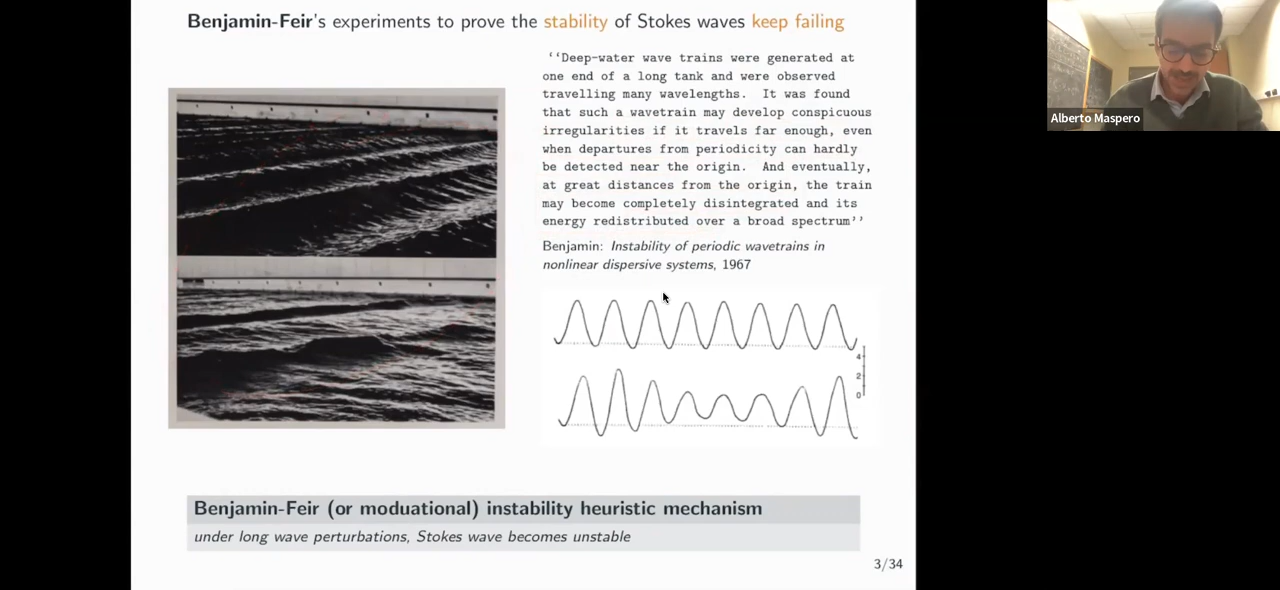 Benjamin-Feir's experiments to prove the stability of Stokes waves keep failing
‘‘Deep-water wave trains were generated at
one end of a long tank and were observed
travelling many wavelengths. It was found
that such a wavetrain may develop conspicuous
irregularities if it travels far enough, even
when departures from periodicity can hardly
be detected near the origin. And eventually,
at great distances from the origin, the train
may become completely disintegrated and its
energy redistributed over a broad spectrum’’
Benjamin: Instability of periodic wavetrains in
nonlinear dispersive systems, 1967
4
2
0
Benjamin-Feir (or moduational) instability heuristic mechanism
under long wave perturbations, Stokes wave becomes unstable
3/34
Alberto Maspero